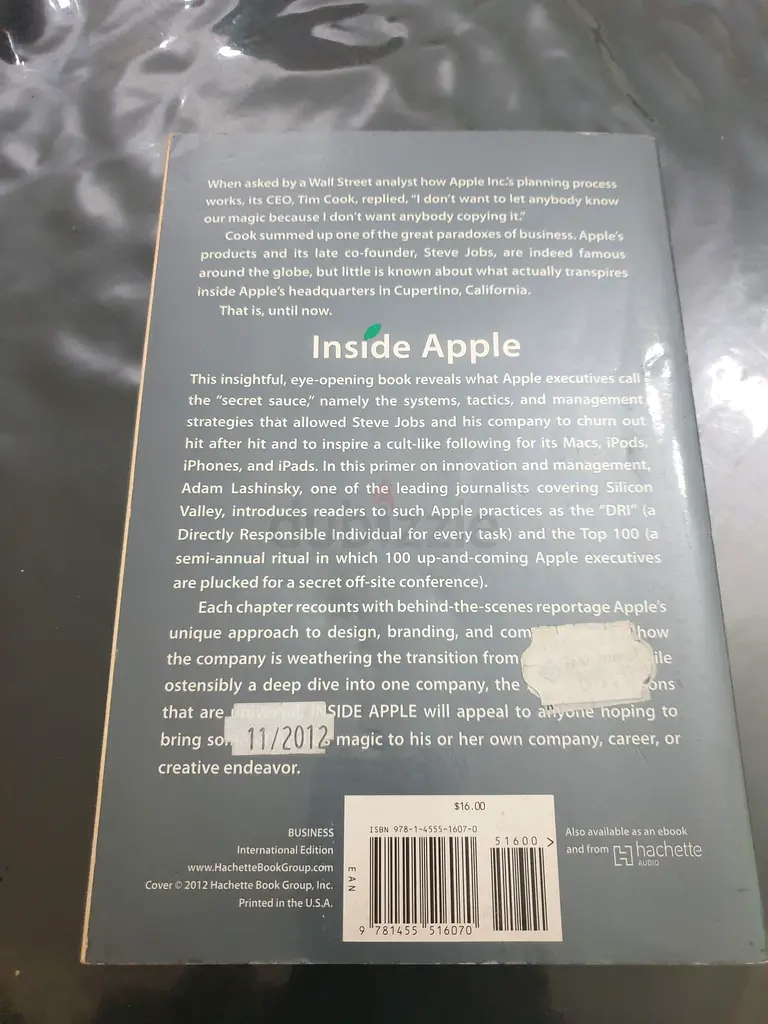 When asked by a Wall Street analyst how Apple Inc.'s planning process
works, its CEO, Tim Cook, replied, "I don't want to let anybody know
our magic because I don't want anybody copying it."
Cook summed up one of the great paradoxes of business. Apple's
products and its late co-founder, Steve Jobs, are indeed famous
around the globe, but little is known about what actually transpires
inside Apple's headquarters in Cupertino, California.
That is, until now.
Inside Apple
This insightful, eye-opening book reveals what Apple executives call
the "secret sauce," namely the systems, tactics, and management
strategies that allowed Steve Jobs and his company to churn out
hit after hit and to inspire a cult-like following for its Macs, iPods,
iPhones, and iPads. In this primer on innovation and management,
Adam Lashinsky, one of the leading journalists covering Silicon
Valley, introduces readers to such Apple practices as the "DRI" (a
Directly Responsible Individual for every task) and the Top 100 (a
semi-annual ritual in which 100 up-and-coming Apple executives
are plucked for a secret off-site conference).
dubizzle
Each chapter recounts with behind-the-scenes reportage Apple's
unique approach to design, branding, and com how
the company is weathering the transition from
ostensibly a deep dive into one company, the
that are universal. INSIDE APPLE will appeal to anyone hoping to
bring 11/2012 magic to his or her own company, career, or
creative endeavor.
$16.00
BUSINESS
International Edition
www.HachetteBookGroup.com
Cover © 2012 Hachette Book Group, Inc.
Printed in the U.S.A.
EAN
ISBN 978-1-4555-1607-0
51600 >
9 781455 516070
Also available as an ebook
and from hachette
AUDIO